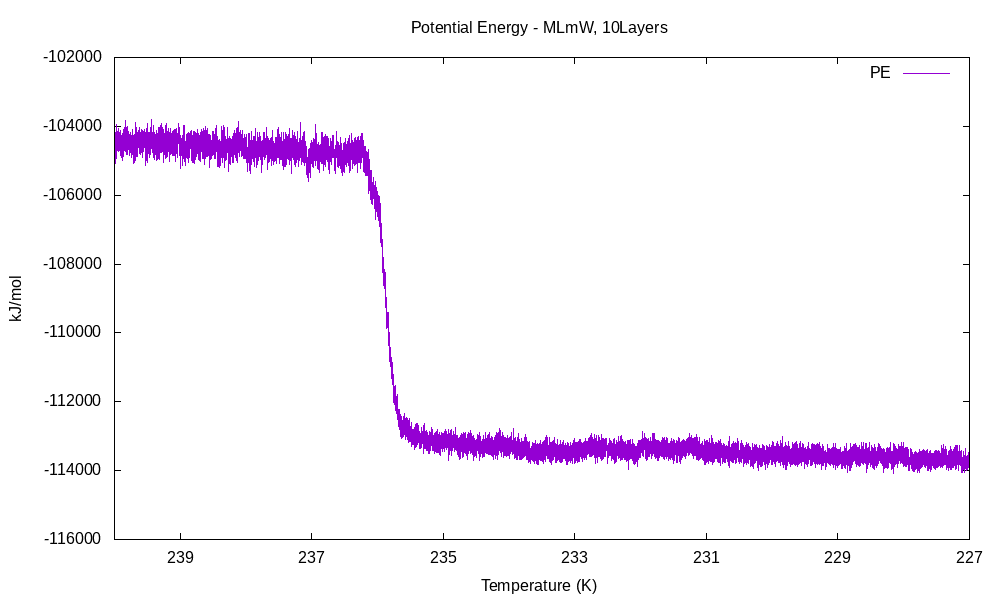 Potential Energy - MLmW, 10Layers
PE
-102000
-104000
-106000
-108000
-110000
-112000
-114000
-116000
kJ/mol
239 237 235 233 231 229 227
Temperature (K)